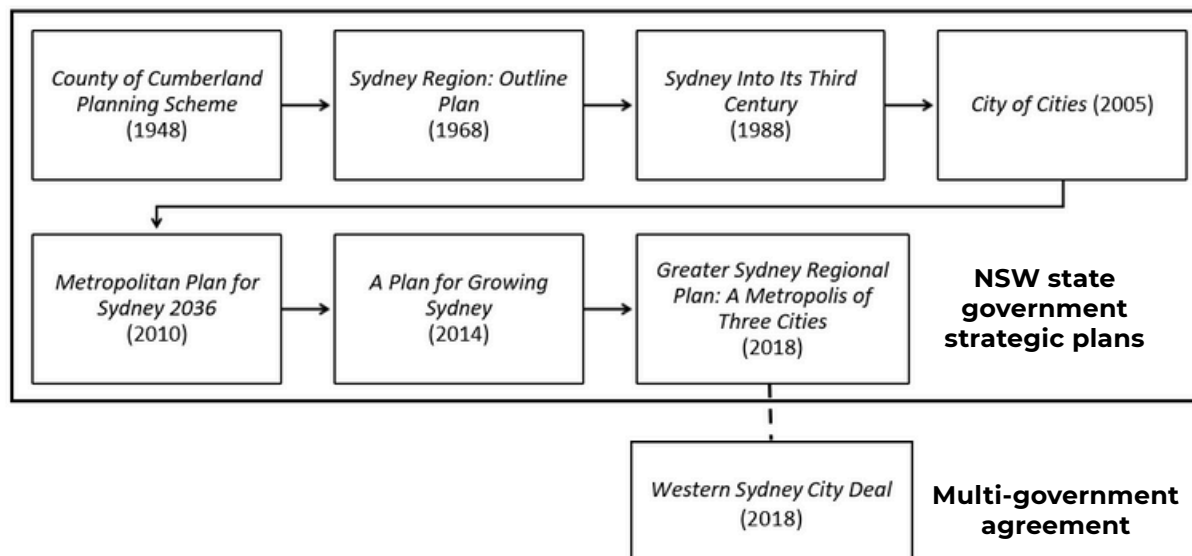 County of Cumberland
Planning Scheme
(1948)
Sydney Region: Outline
Plan
(1968)
Sydney Into Its Third
Century
(1988)
City of Cities (2005)
Metropolitan Plan for
Sydney 2036
(2010)
A Plan for Growing
Sydney
(2014)
Greater Sydney Regional
Plan: A Metropolis of
Three Cities
(2018)
NSW state
government
strategic plans
Western Sydney City Deal
(2018)
Multi-government
agreement